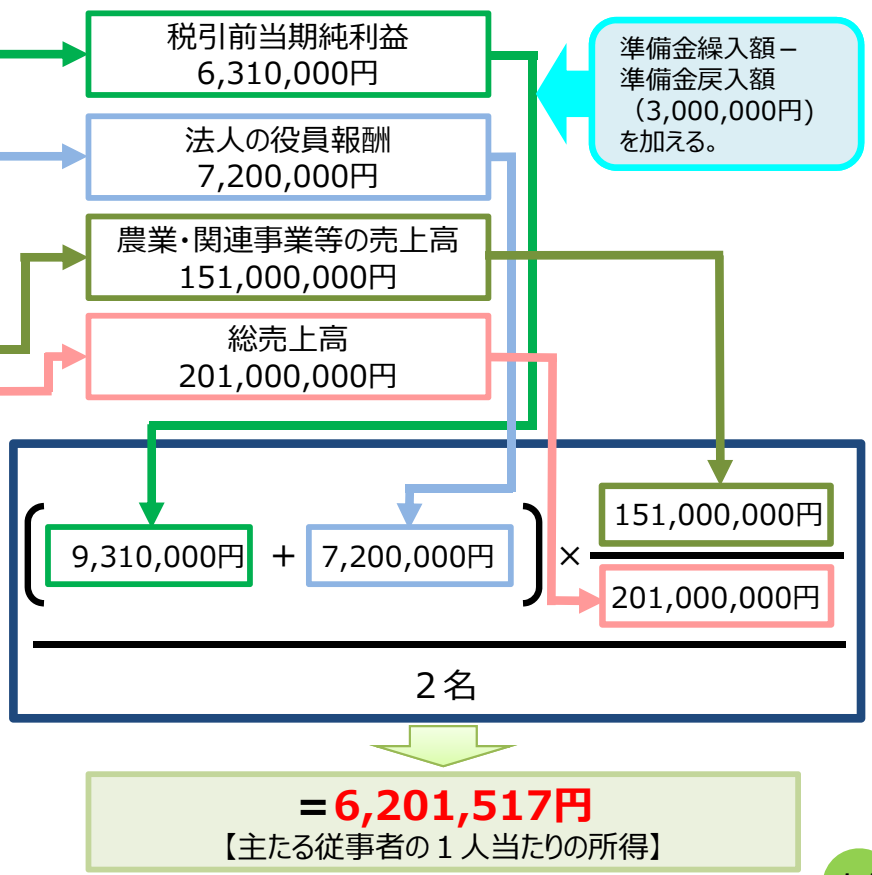 税引前当期純利益
6,310,000円
準備金繰入額－
準備金戻入額
（3,000,000円)
を加える。
法人の役員報酬
7,200,000円
農業・関連事業等の売上高
151,000,000円
総売上高
201,000,000円
9,310,000円 + 7,200,000円 × 151,000,000円
201,000,000円
２名
＝6,201,517円
【主たる従事者の１人当たりの所得】